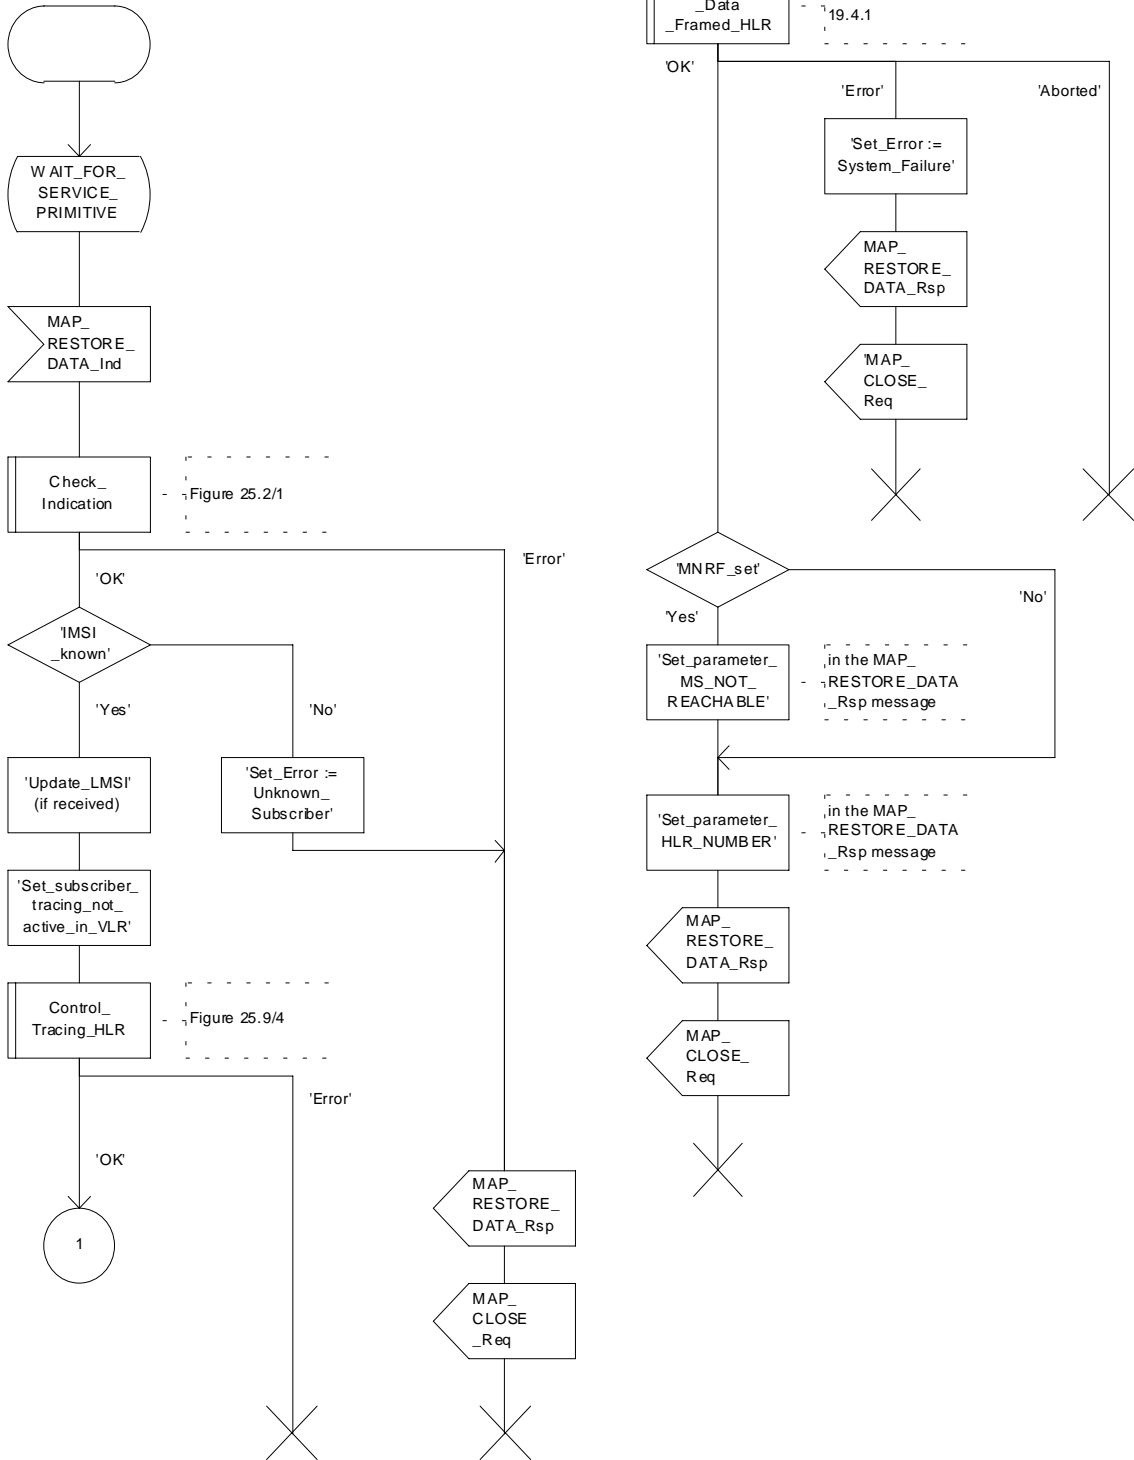 WAIT_FOR_
SERVICE_
PRIMITIVE
MAP_
RESTORE_
DATA_Ind
Check_
Indication
Figure 25.2/1
'Error'
'OK'
'IMSI
_known'
'Yes'
'No'
'Update_LMSI'
(if received)
'Set_Error :=
Unknown_
Subscriber'
'Set_subscriber_
tracing_not_
active_in_VLR'
Control_
Tracing_HLR
Figure 25.9/4
'Error'
'OK'
1
MAP_
RESTORE_
DATA_Rsp
MAP_
CLOSE
_Req
_Data
_Framed_HLR
19.4.1
'OK'
'Error'
'Aborted'
'Set_Error :=
System_Failure'
MAP_
RESTORE_
DATA_Rsp
'MAP_
CLOSE_
Req
'MNRF_set'
'No'
'Yes'
'Set_parameter_
MS_NOT_
REACHABLE'
in the MAP_
RESTORE_DATA
_Rsp message
'Set_parameter_
HLR_NUMBER'
in the MAP_
RESTORE_DATA
_Rsp message
MAP_
RESTORE_
DATA_Rsp
MAP_
CLOSE_
Req